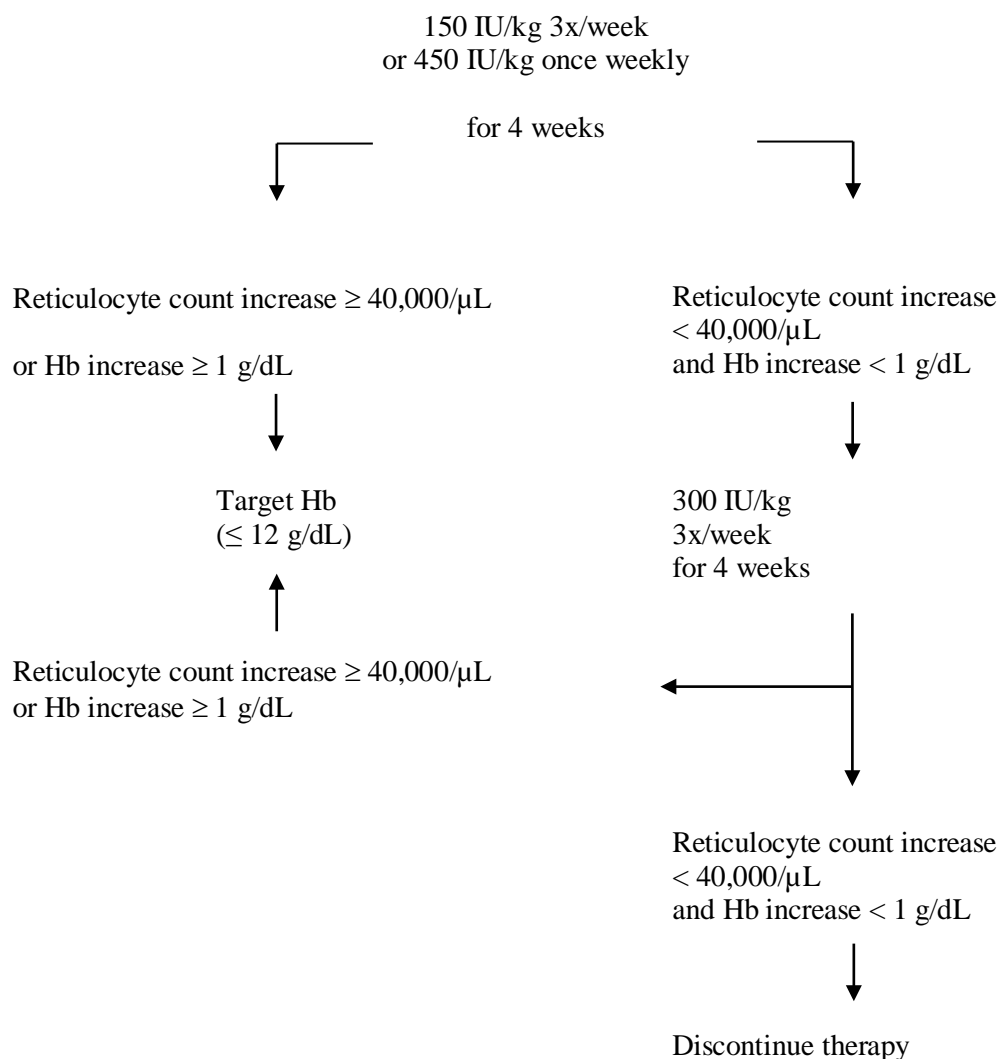 150 IU/kg 3x/week
or 450 IU/kg once weekly
for 4 weeks
Reticulocyte count increase ≥ 40,000/µL
or Hb increase ≥ 1 g/dL
Reticulocyte count increase
< 40,000/µL
and Hb increase < 1 g/dL
Target Hb
(≤ 12 g/dL)
300 IU/kg
3x/week
for 4 weeks
Reticulocyte count increase ≥ 40,000/µL
or Hb increase ≥ 1 g/dL
Reticulocyte count increase
< 40,000/µL
and Hb increase < 1 g/dL
Discontinue therapy